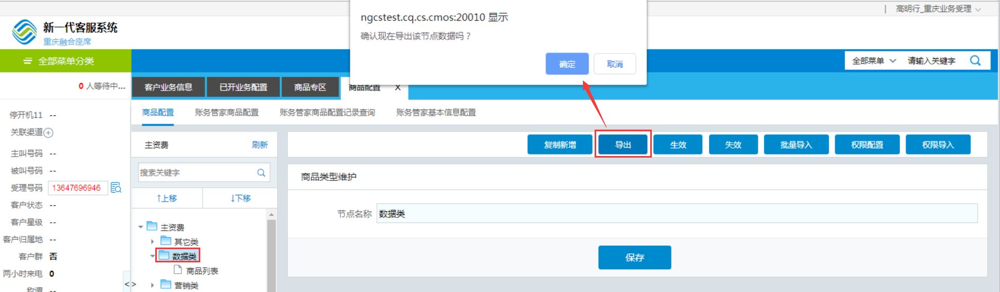 高明行_重庆业务受理
ngcstest.cq.cs.cmos:20010 显示
确认现在导出该节点数据吗？
确定
取消
新一代客服系统
重庆融合座席
全部菜单分类
全部菜单
请输入关键字
0 人等待中...
客户业务信息
已开业务配置
商品专区
商品配置 X
商品配置
账务管家商品配置
账务管家商品配置记录查询
账务管家基本信息配置
停开机11 --
关联渠道
主叫号码 --
被叫号码 --
受理号码 13647696946
客户状态 --
客户星级 --
客户归属地 --
客户群 否
两小时来电 0
称谓 --
< >
主资费
刷新
搜索关键字
↑上移
↓下移
主资费
其它类
数据类
商品列表
营销类
复制新增
导出
生效
失效
批量导入
权限配置
权限导入
商品类型维护
节点名称 数据类
保存